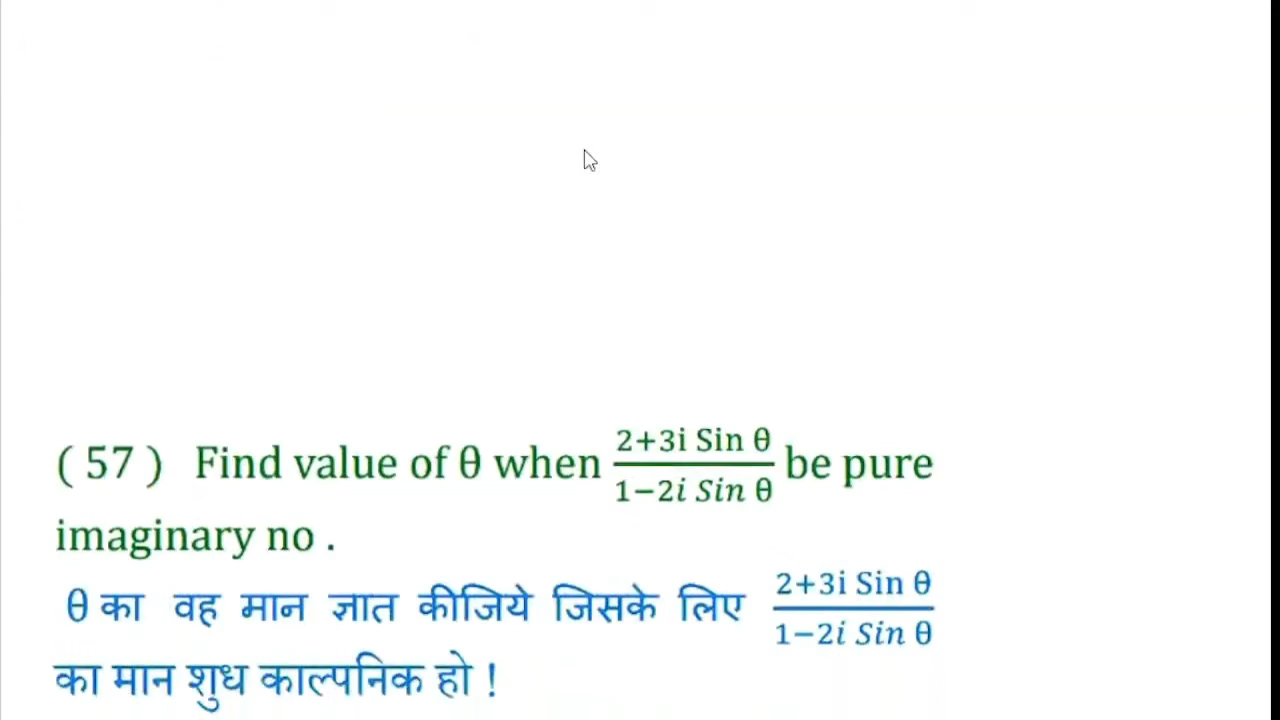 ( 57 ) Find value of θ when 2+3i Sin θ / 1−2i Sin θ be pure
imaginary no .
θ का वह मान ज्ञात कीजिये जिसके लिए 2+3i Sin θ / 1−2i Sin θ
का मान शुध काल्पनिक हो !